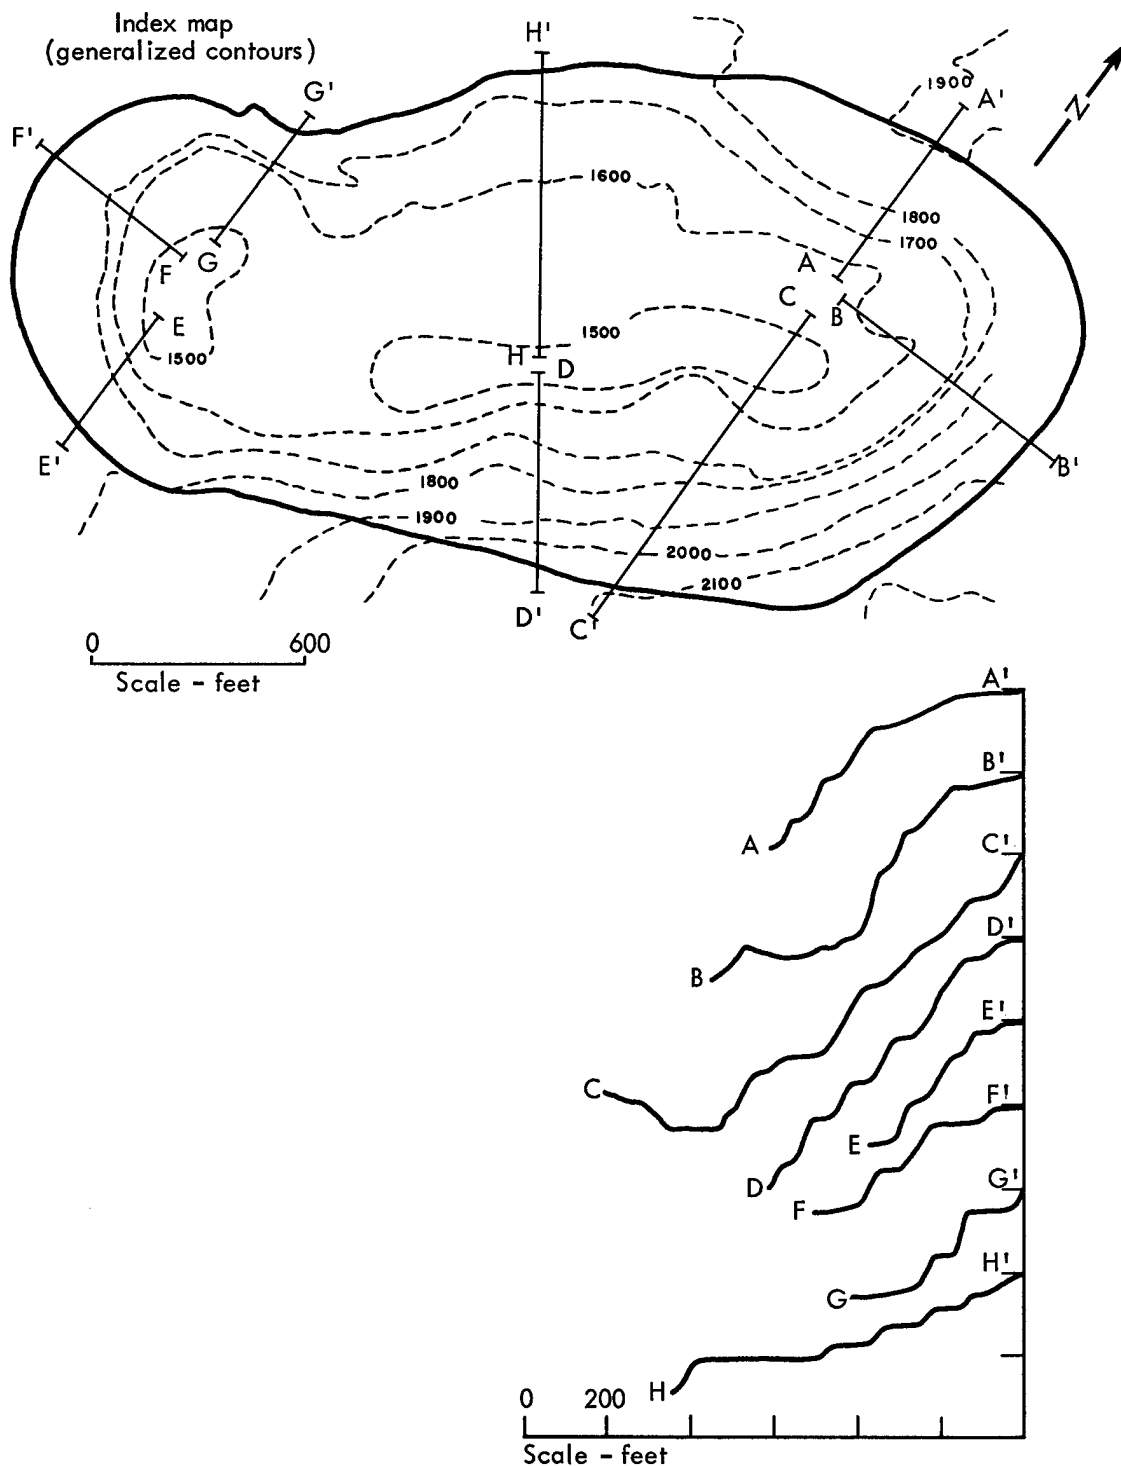 Index map
(generalized contours)
H'
G'
F'
1900
A'
N
1600
1800
1700
F
G
A
C
B
E
1500
1500
H
D
E'
1800
1900
B'
2000
2100
D'
C'
0 600
Scale - feet
A'
B'
A
C'
D'
B
E'
C
F'
E
D
F
G'
H'
G
H
0 200
Scale - feet